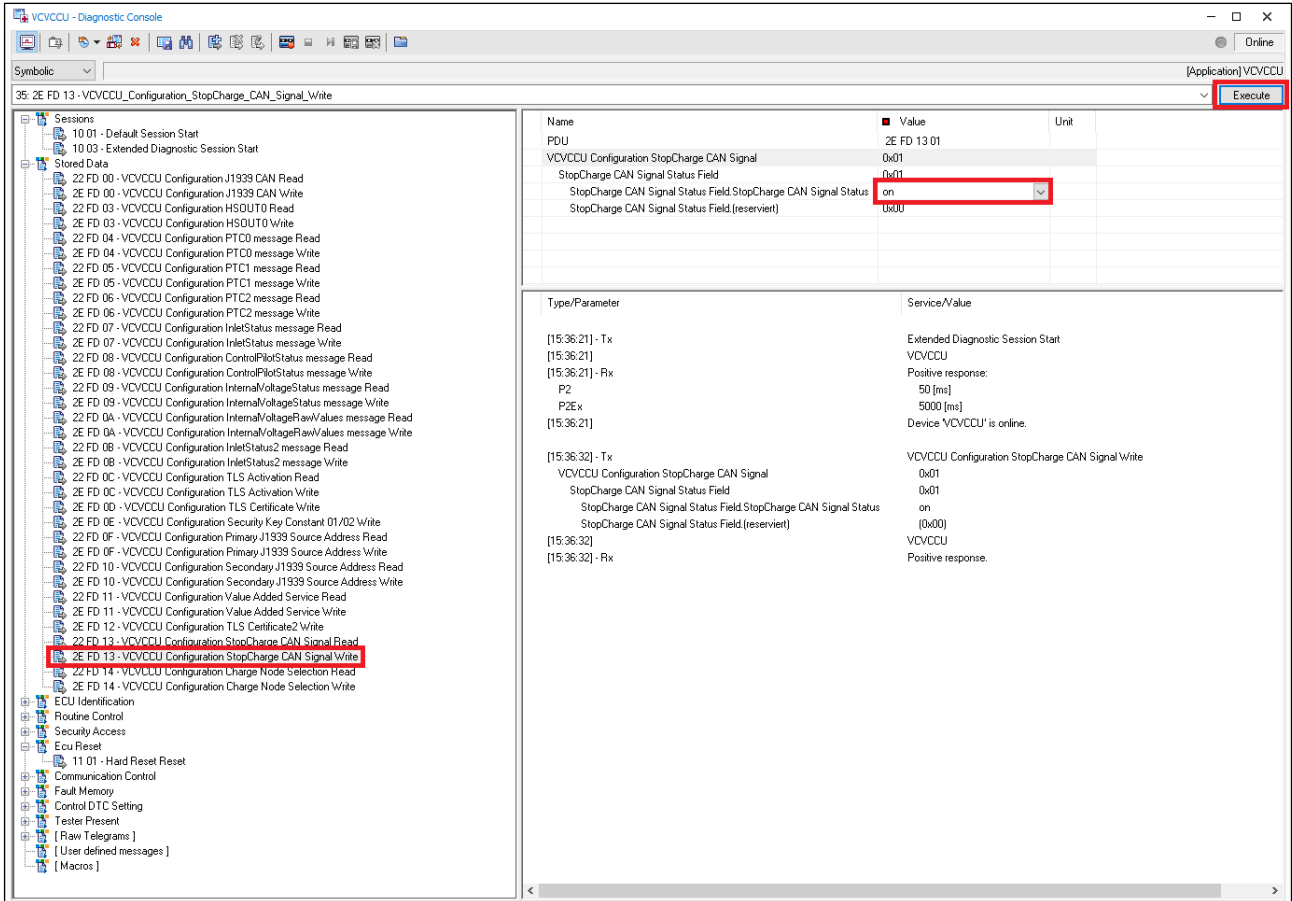 VCVCCU - Diagnostic Console
Online
Symbolic
[Application] VCVCCU
35: 2E FD 13 - VCVCCU_Configuration_StopCharge_CAN_Signal_Write
Execute
Sessions
10 01 - Default Session Start
10 03 - Extended Diagnostic Session Start
Stored Data
22 FD 00 - VCVCCU Configuration J1939 CAN Read
2E FD 00 - VCVCCU Configuration J1939 CAN Write
22 FD 03 - VCVCCU Configuration HSOUT0 Read
2E FD 03 - VCVCCU Configuration HSOUT0 Write
22 FD 04 - VCVCCU Configuration PTC0 message Read
2E FD 04 - VCVCCU Configuration PTC0 message Write
22 FD 05 - VCVCCU Configuration PTC1 message Read
2E FD 05 - VCVCCU Configuration PTC1 message Write
22 FD 06 - VCVCCU Configuration PTC2 message Read
2E FD 06 - VCVCCU Configuration PTC2 message Write
22 FD 07 - VCVCCU Configuration InletStatus message Read
2E FD 07 - VCVCCU Configuration InletStatus message Write
22 FD 08 - VCVCCU Configuration ControlPilotStatus message Read
2E FD 08 - VCVCCU Configuration ControlPilotStatus message Write
22 FD 09 - VCVCCU Configuration InternalVoltageStatus message Read
2E FD 09 - VCVCCU Configuration InternalVoltageStatus message Write
22 FD 0A - VCVCCU Configuration InternalVoltageRawValues message Read
2E FD 0A - VCVCCU Configuration InternalVoltageRawValues message Write
22 FD 0B - VCVCCU Configuration InletStatus2 message Read
2E FD 0B - VCVCCU Configuration InletStatus2 message Write
22 FD 0C - VCVCCU Configuration TLS Activation Read
2E FD 0C - VCVCCU Configuration TLS Activation Write
2E FD 0D - VCVCCU Configuration TLS Certificate Write
2E FD 0E - VCVCCU Configuration Security Key Constant 01/02 Write
22 FD 0F - VCVCCU Configuration Primary J1939 Source Address Read
2E FD 0F - VCVCCU Configuration Primary J1939 Source Address Write
22 FD 10 - VCVCCU Configuration Secondary J1939 Source Address Read
2E FD 10 - VCVCCU Configuration Secondary J1939 Source Address Write
22 FD 11 - VCVCCU Configuration Value Added Service Read
2E FD 11 - VCVCCU Configuration Value Added Service Write
2E FD 12 - VCVCCU Configuration TLS Certificate2 Write
22 FD 13 - VCVCCU Configuration StopCharge CAN Signal Read
2E FD 13 - VCVCCU Configuration StopCharge CAN Signal Write
22 FD 14 - VCVCCU Configuration Charge Node Selection Read
2E FD 14 - VCVCCU Configuration Charge Node Selection Write
ECU Identification
Routine Control
Security Access
Ecu Reset
11 01 - Hard Reset Reset
Communication Control
Fault Memory
Control DTC Setting
Tester Present
[ Raw Telegrams ]
[ User defined messages ]
[ Macros ]
Name Value Unit
PDU 2E FD 13 01
VCVCCU Configuration StopCharge CAN Signal 0x01
StopCharge CAN Signal Status Field 0x01
StopCharge CAN Signal Status Field.StopCharge CAN Signal Status on
StopCharge CAN Signal Status Field.(reserviert) 0x00
Type/Parameter Service/Value
[15:36:21] - Tx Extended Diagnostic Session Start
[15:36:21] VCVCCU
[15:36:21] - Rx Positive response:
P2 50 [ms]
P2Ex 5000 [ms]
[15:36:21] Device 'VCVCCU' is online.
[15:36:32] - Tx VCVCCU Configuration StopCharge CAN Signal Write
VCVCCU Configuration StopCharge CAN Signal 0x01
StopCharge CAN Signal Status Field 0x01
StopCharge CAN Signal Status Field.StopCharge CAN Signal Status on
StopCharge CAN Signal Status Field.(reserviert) (0x00)
[15:36:32] VCVCCU
[15:36:32] - Rx Positive response.